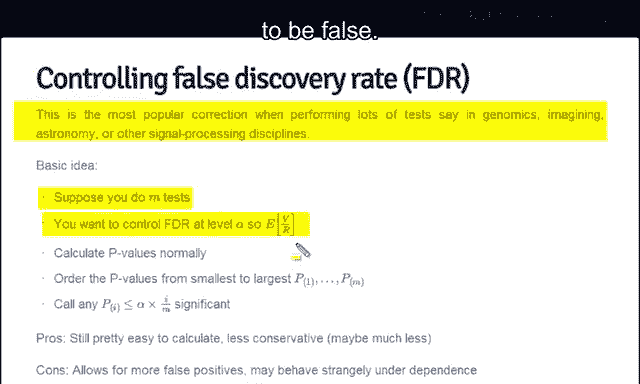 to be false.
Controlling false discovery rate (FDR)
This is the most popular correction when performing lots of tests say in genomics, imagining,
astronomy, or other signal-processing disciplines.
Basic idea:
· Suppose you do m tests
· You want to control FDR at level α so E[V/R]
· Calculate P-values normally
· Order the P-values from smallest to largest P(1), ..., P(m)
· Call any P(i) ≤ α × i/m significant
Pros: Still pretty easy to calculate, less conservative (maybe much less)
Cons: Allows for more false positives, may behave strangely under dependence